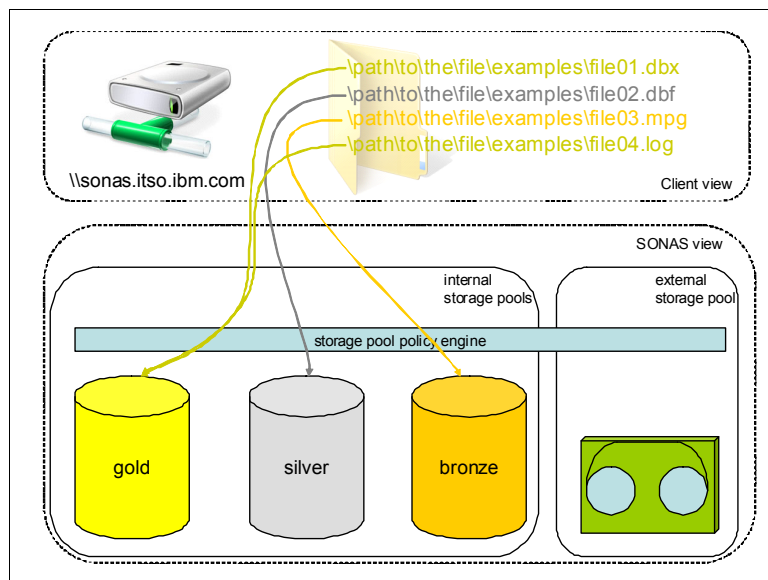 \path\to\the\file\examples\file01.dbx
\path\to\the\file\examples\file02.dbf
\path\to\the\file\examples\file03.mpg
\path\to\the\file\examples\file04.log
\\sonas.itso.ibm.com
Client view
SONAS view
internal
storage pools
external
storage pool
storage pool policy engine
gold
silver
bronze